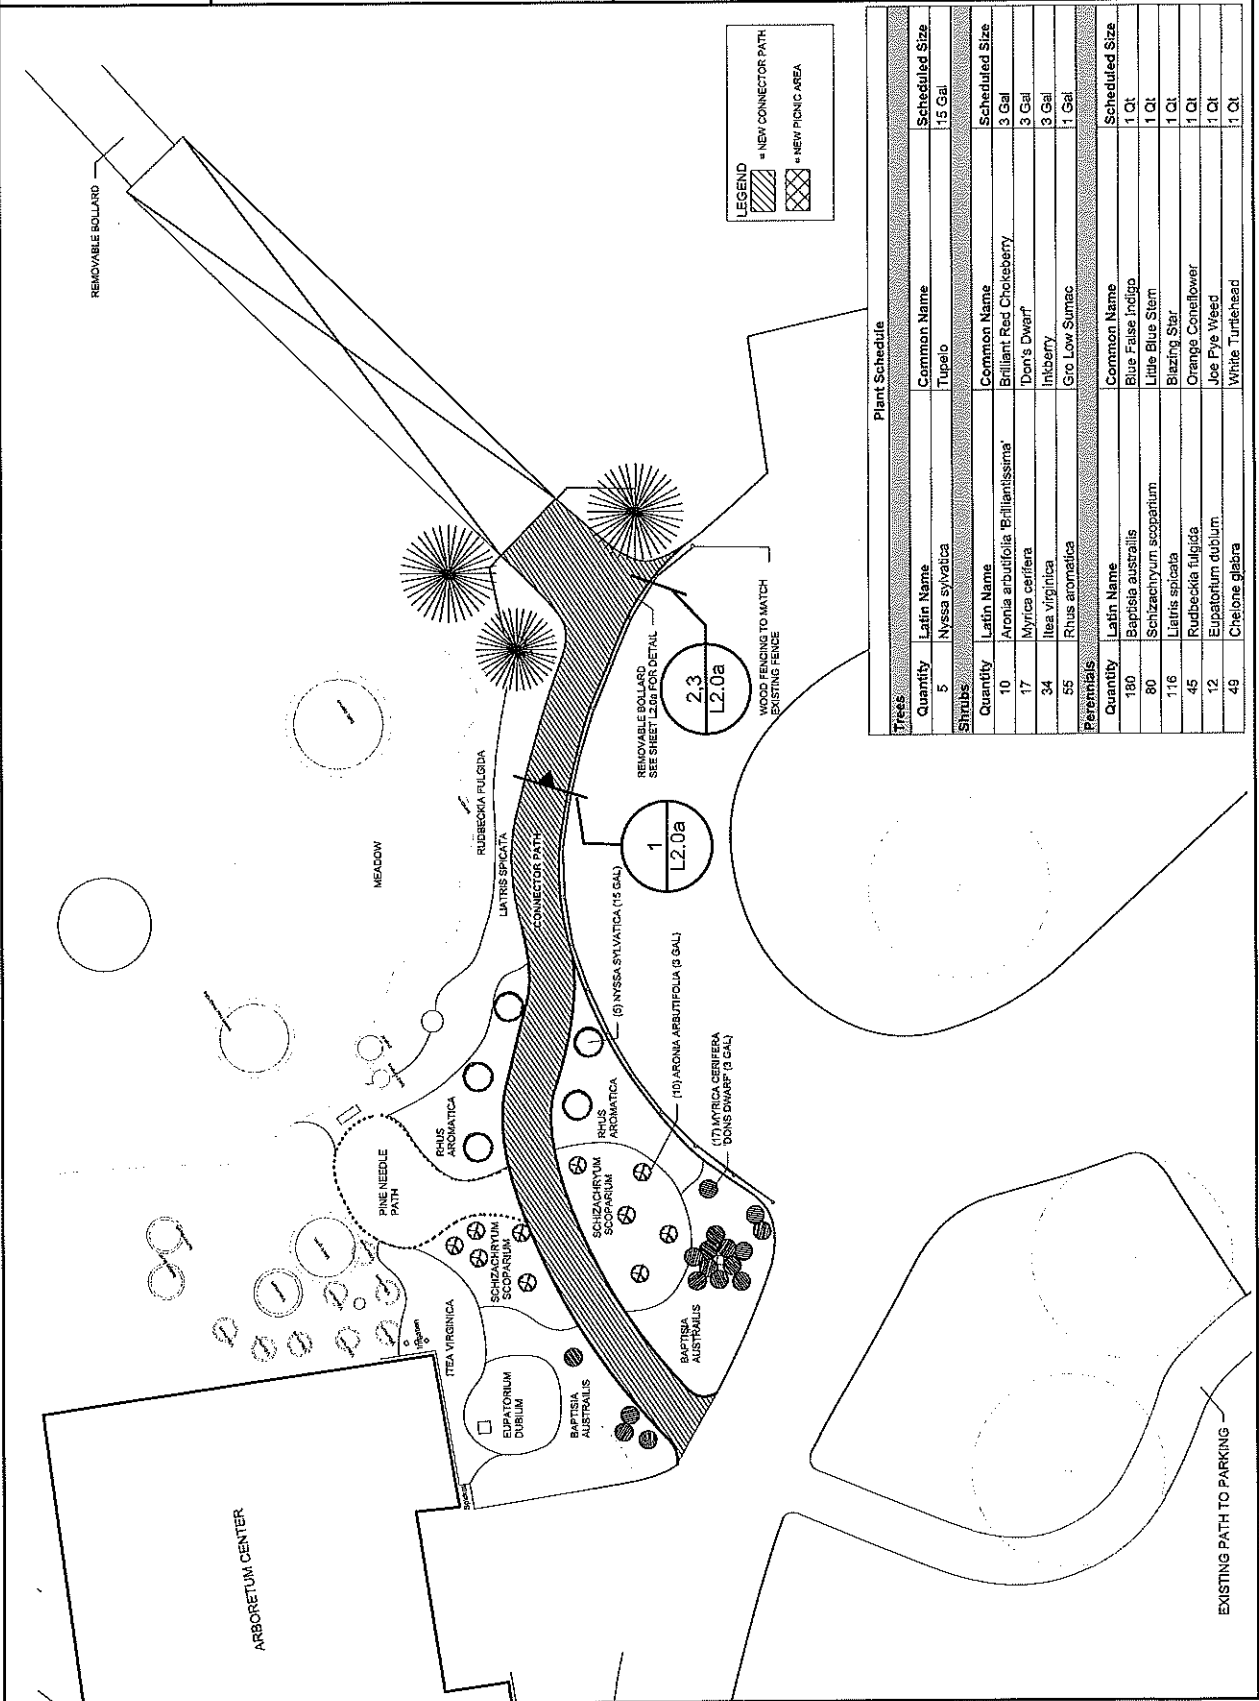 REMOVABLE BOLLARD
LEGEND
= NEW CONNECTOR PATH
= NEW PICNIC AREA
MEADOW
RUDBECKIA FULGIDA
LIATRIS SPICATA
CONNECTOR PATH
REMOVABLE BOLLARD
SEE SHEET L2.0a FOR DETAIL
2,3
L2.0a
WOOD FENCING TO MATCH
EXISTING FENCE
1
L2.0a
(5) NYSSA SYLVATICA (15 GAL)
(10) ARONIA ARBUTIFOLIA (3 GAL)
(17) MYRICA CERIFERA
'DONS DWARF' (3 GAL)
PINE NEEDLE
PATH
RHUS
AROMATICA
RHUS
AROMATICA
SCHIZACHRYUM
SCOPARIUM
SCHIZACHRYUM
SCOPARIUM
ITEA VIRGINICA
EUPATORIUM
DUBIUM
BAPTISIA
AUSTRAILIS
BAPTISIA
AUSTRAILIS
ARBORETUM CENTER
EXISTING PATH TO PARKING
Plant Schedule
Trees
Quantity Latin Name Common Name Scheduled Size
5 Nyssa sylvatica Tupelo 15 Gal
Shrubs
Quantity Latin Name Common Name Scheduled Size
10 Aronia arbutifolia 'Brilliantissima' Brilliant Red Chokeberry 3 Gal
17 Myrica cerifera 'Don's Dwarf' 3 Gal
34 Itea virginica Inkberry 3 Gal
55 Rhus aromatica Gro Low Sumac 1 Gal
Perennials
Quantity Latin Name Common Name Scheduled Size
180 Baptisia australis Blue False Indigo 1 Qt
80 Schizachryum scoparium Little Blue Stem 1 Qt
116 Liatris spicata Blazing Star 1 Qt
45 Rudbeckia fulgida Orange Coneflower 1 Qt
12 Eupatorium dubium Joe Pye Weed 1 Qt
49 Chelone glabra White Turtlehead 1 Qt